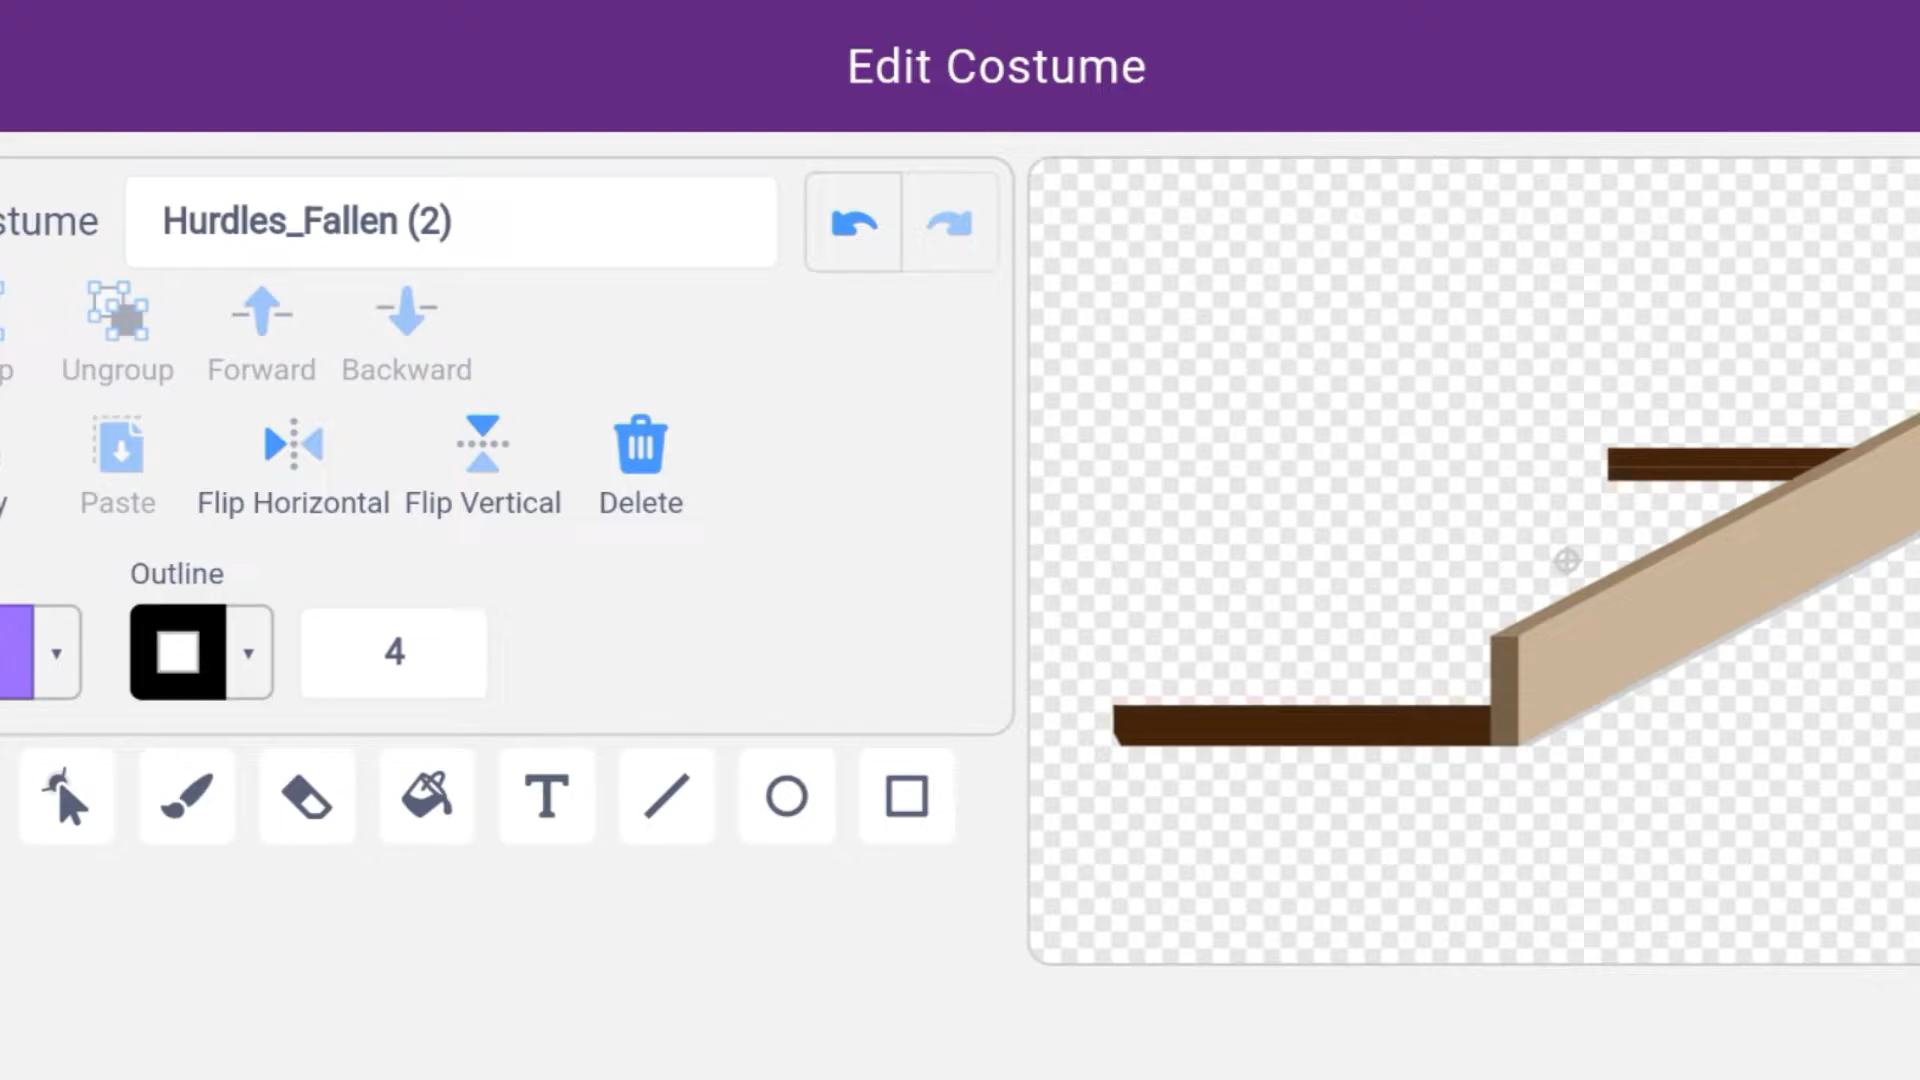 Edit Costume
stume
Hurdles_Fallen (2)
p
Ungroup
Forward
Backward
y
Paste
Flip Horizontal
Flip Vertical
Delete
Outline
4
T